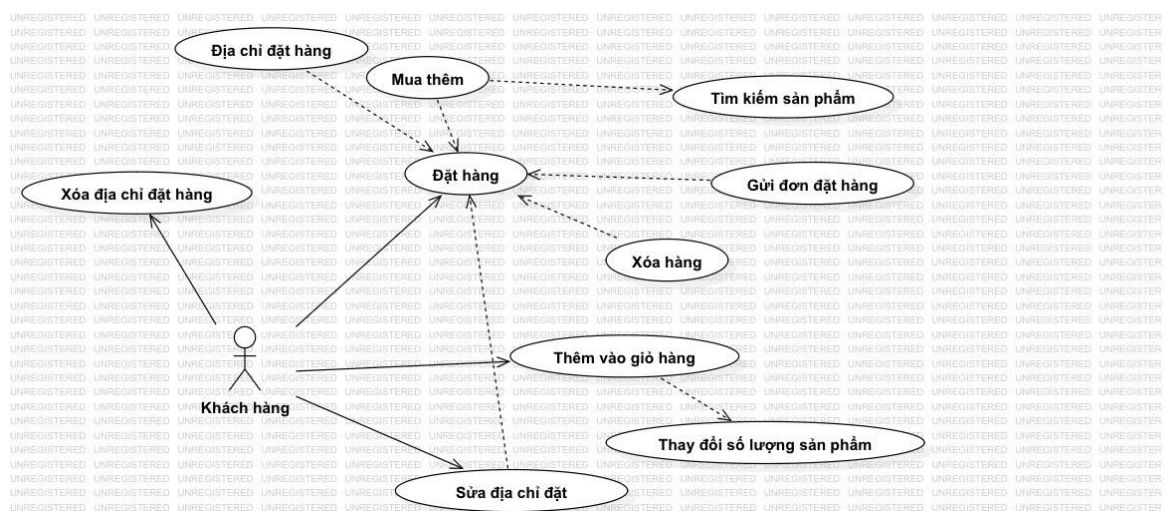 Địa chỉ đặt hàng
Mua thêm
Tìm kiếm sản phẩm
Đặt hàng
Gửi đơn đặt hàng
Xóa địa chỉ đặt hàng
Xóa hàng
Thêm vào giỏ hàng
Khách hàng
Thay đổi số lượng sản phẩm
Sửa địa chỉ đặt
UNREGISTERED